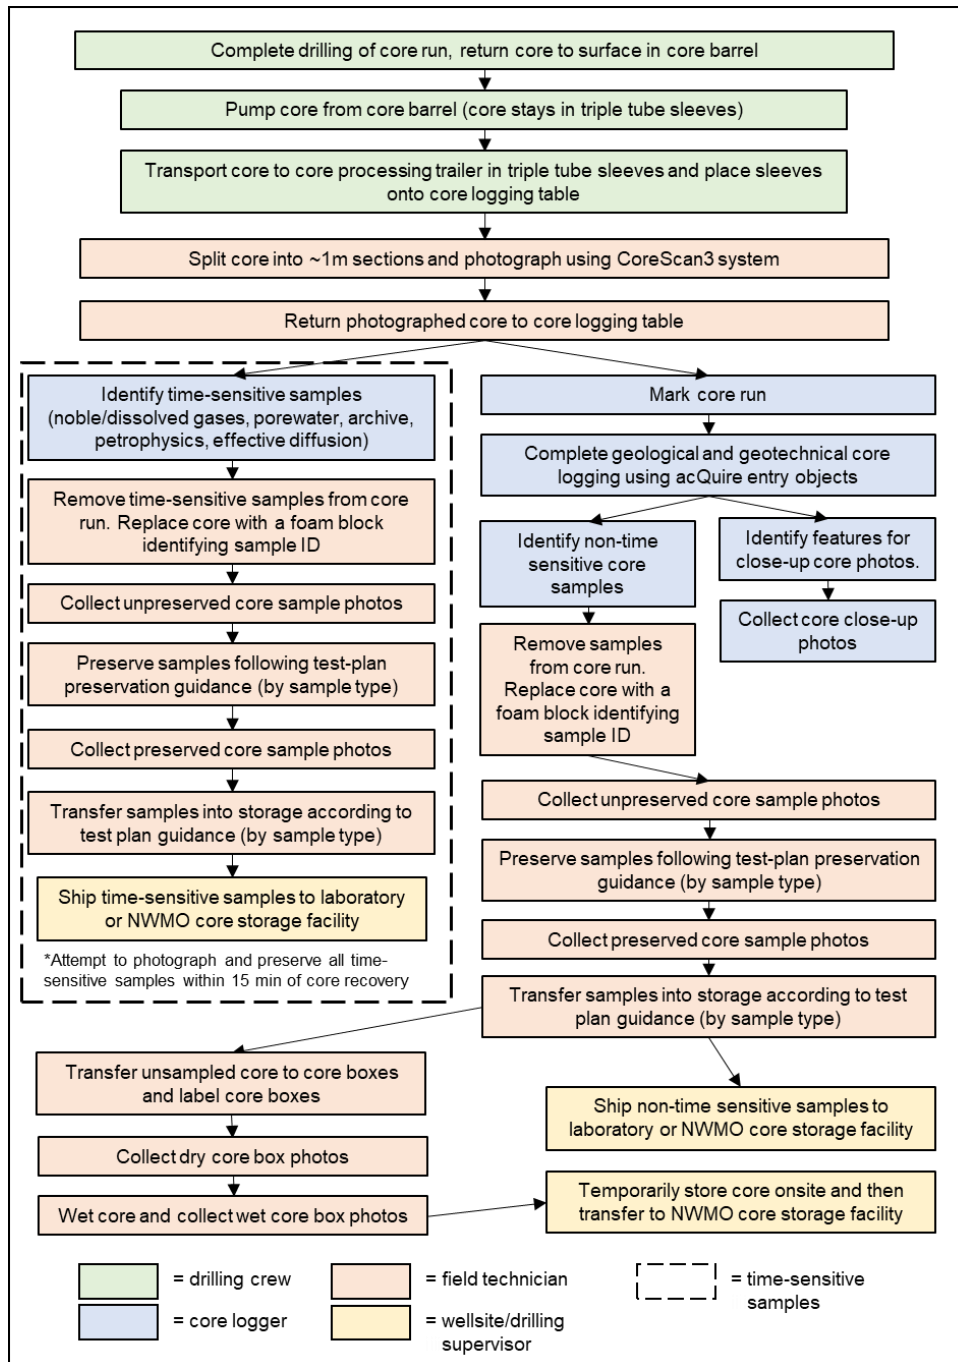 Complete drilling of core run, return core to surface in core barrel
Pump core from core barrel (core stays in triple tube sleeves)
Transport core to core processing trailer in triple tube sleeves and place sleeves
onto core logging table
Split core into ~1m sections and photograph using CoreScan3 system
Return photographed core to core logging table
Identify time-sensitive samples
(noble/dissolved gases, porewater, archive,
petrophysics, effective diffusion)
Remove time-sensitive samples from core
run. Replace core with a foam block
identifying sample ID
Collect unpreserved core sample photos
Preserve samples following test-plan
preservation guidance (by sample type)
Collect preserved core sample photos
Transfer samples into storage according to
test plan guidance (by sample type)
Ship time-sensitive samples to laboratory
or NWMO core storage facility
*Attempt to photograph and preserve all time-
sensitive samples within 15 min of core recovery
Mark core run
Complete geological and geotechnical core
logging using acQuire entry objects
Identify non-time
sensitive core
samples
Identify features for
close-up core photos.
Collect core close-up
photos
Remove samples
from core run.
Replace core with a
foam block identifying
sample ID
Collect unpreserved core sample photos
Preserve samples following test-plan preservation
guidance (by sample type)
Collect preserved core sample photos
Transfer samples into storage according to test
plan guidance (by sample type)
Transfer unsampled core to core boxes
and label core boxes
Collect dry core box photos
Wet core and collect wet core box photos
Ship non-time sensitive samples to
laboratory or NWMO core storage facility
Temporarily store core onsite and then
transfer to NWMO core storage facility
= drilling crew
= core logger
= field technician
= wellsite/drilling
supervisor
= time-sensitive
samples